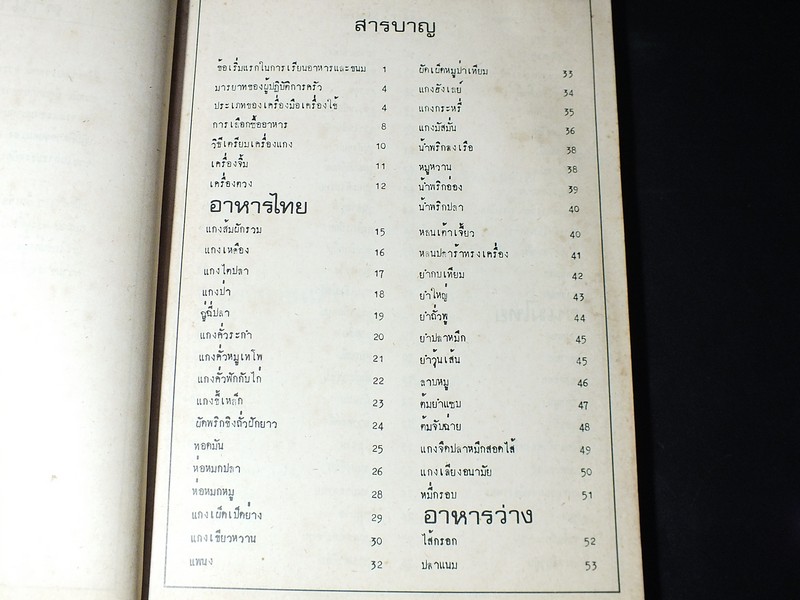 สารบาญ
ข้อเริ่มแรกในการเรียนอาหารและขนม 1
มารยาทของผู้ปฏิบัติการครัว 4
ประเภทของเครื่องมือเครื่องใช้ 4
การเลือกซื้ออาหาร 8
วิธีเตรียมเครื่องแกง 10
เครื่องจิ้ม 11
เครื่องตวง 12
อาหารไทย
แกงส้มผักรวม 15
แกงเหลือง 16
แกงไตปลา 17
แกงป่า 18
ฉู่ฉี่ปลา 19
แกงคั่วระกำ 20
แกงคั่วหมูเทโพ 21
แกงคั่วฟักกับไก่ 22
แกงขี้เหล็ก 23
ผัดพริกขิงถั่วฝักยาว 24
ทอดมัน 25
ห่อหมกปลา 26
ห่อหมกหมู 28
แกงเผ็ดเป็ดย่าง 29
แกงเขียวหวาน 30
แพนง 32
ผัดเผ็ดหมูป่าเทียม 33
แกงฮังเลย์ 34
แกงกะหรี่ 35
แกงมัสมั่น 36
น้ำพริกลงเรือ 38
หมูหวาน 38
น้ำพริกอ่อง 39
น้ำพริกปลา 40
หลนเต้าเจี้ยว 40
หลนปลาร้าทรงเครื่อง 41
ยำกบเทียม 42
ยำใหญ่ 43
ยำถั่วพู 44
ยำปลาหมึก 45
ยำวุ้นเส้น 45
ลาบหมู 46
ต้มยำแซบ 47
ต้มจับฉ่าย 48
แกงจืดปลาหมึกสอดไส้ 49
แกงเลียงอนามัย 50
หมี่กรอบ 51
อาหารว่าง
ไส้กรอก 52
ปลาแนม 53